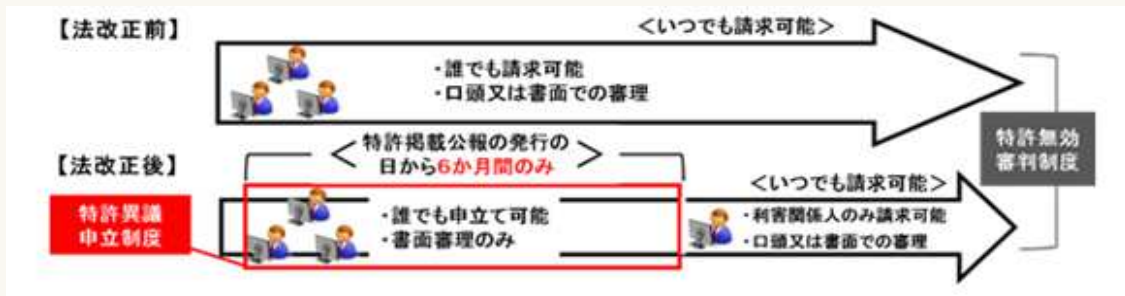 【法改正前】
＜いつでも請求可能＞
・誰でも請求可能
・口頭又は書面での審理
【法改正後】
＜特許掲載公報の発行の
日から6か月間のみ＞
特許異議
申立制度
・誰でも申立て可能
・書面審理のみ
＜いつでも請求可能＞
・利害関係人のみ請求可能
・口頭又は書面での審理
特許無効
審判制度